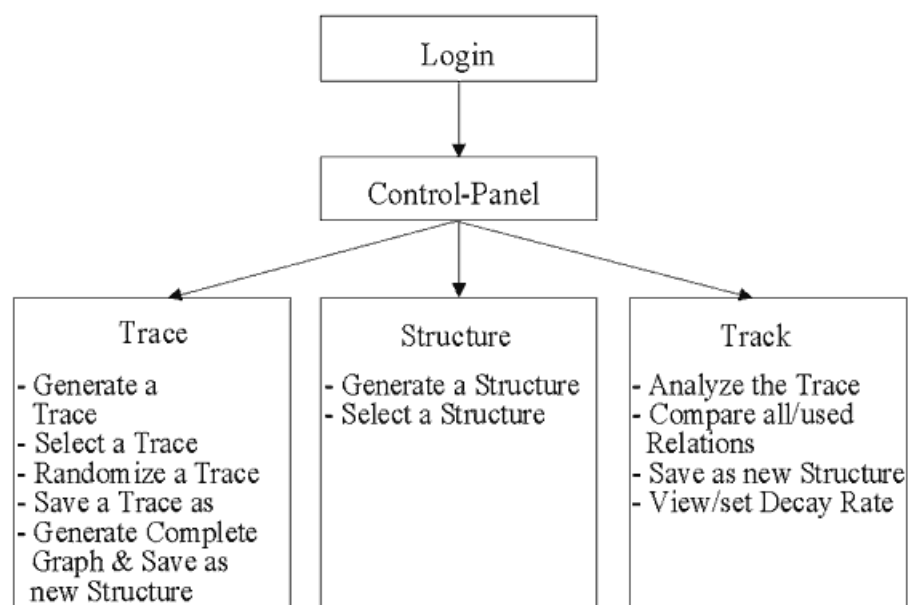 Login
Control-Panel
Trace
- Generate a
Trace
- Select a Trace
- Randomize a Trace
- Save a Trace as
- Generate Complete
Graph & Save as
new Structure
Structure
- Generate a Structure
- Select a Structure
Track
- Analyze the Trace
- Compare all/used
Relations
- Save as new Structure
- View/set Decay Rate